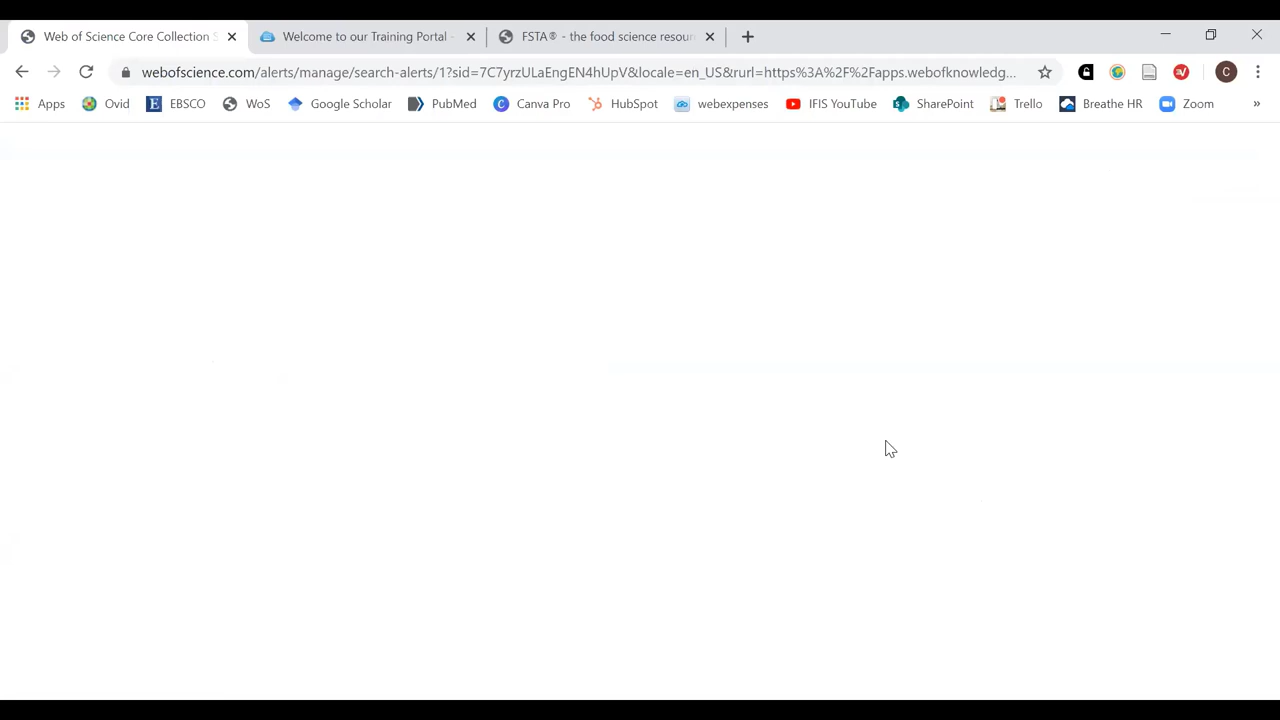 Web of Science Core Collection S
Welcome to our Training Portal -
FSTA® - the food science resour
webofscience.com/alerts/manage/search-alerts/1?sid=7C7yrzULaEngEN4hUpV&locale=en_US&rurl=https%3A%2F%2Fapps.webofknowledg...
C
Apps
Ovid
EBSCO
WoS
Google Scholar
PubMed
Canva Pro
HubSpot
webexpenses
IFIS YouTube
SharePoint
Trello
Breathe HR
Zoom
»